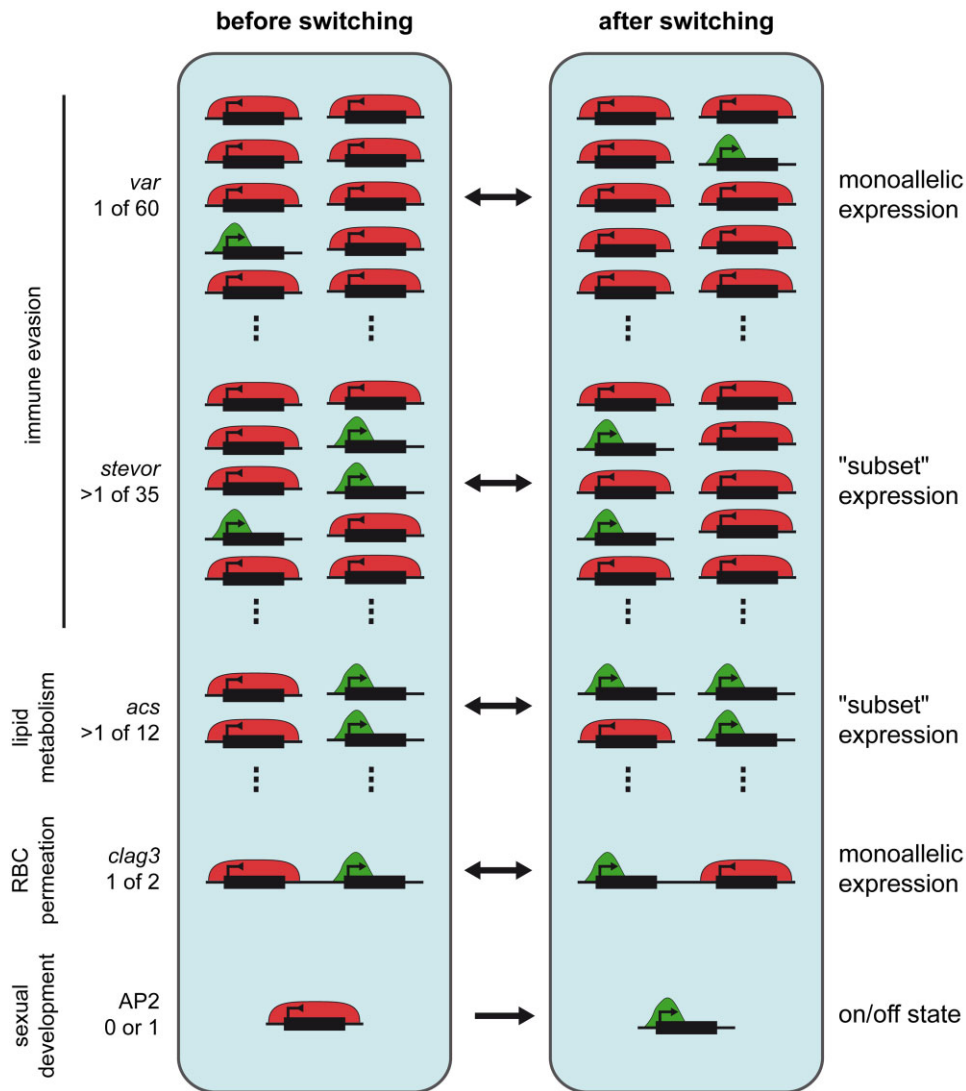 before switching
after switching
immune evasion
var
1 of 60
monoallelic
expression
stevor
>1 of 35
"subset"
expression
lipid
metabolism
acs
>1 of 12
"subset"
expression
RBC
permeation
clag3
1 of 2
monoallelic
expression
sexual
development
AP2
0 or 1
on/off state